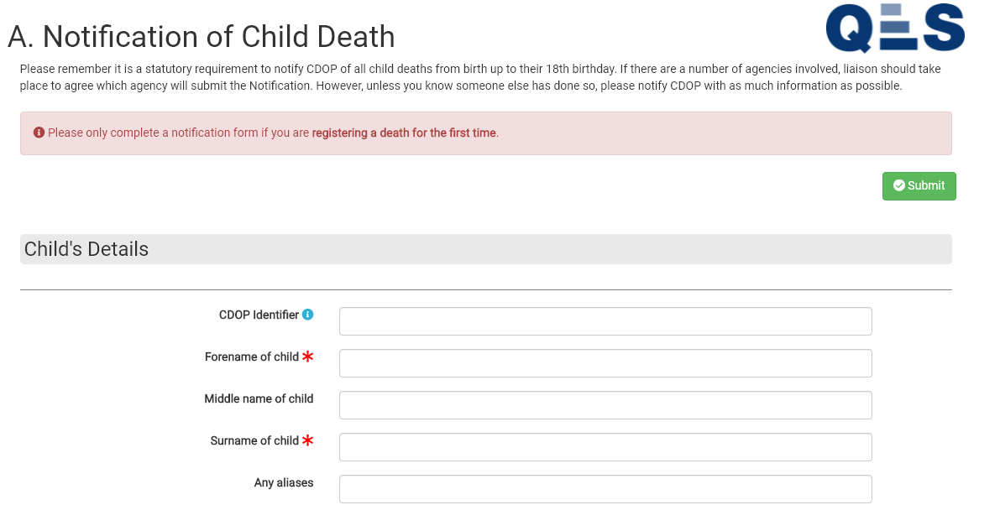 QES
A. Notification of Child Death
Please remember it is a statutory requirement to notify CDOP of all child deaths from birth up to their 18th birthday. If there are a number of agencies involved, liaison should take
place to agree which agency will submit the Notification. However, unless you know someone else has done so, please notify CDOP with as much information as possible.
Please only complete a notification form if you are registering a death for the first time.
Submit
Child's Details
CDOP Identifier
Forename of child *
Middle name of child
Surname of child *
Any aliases